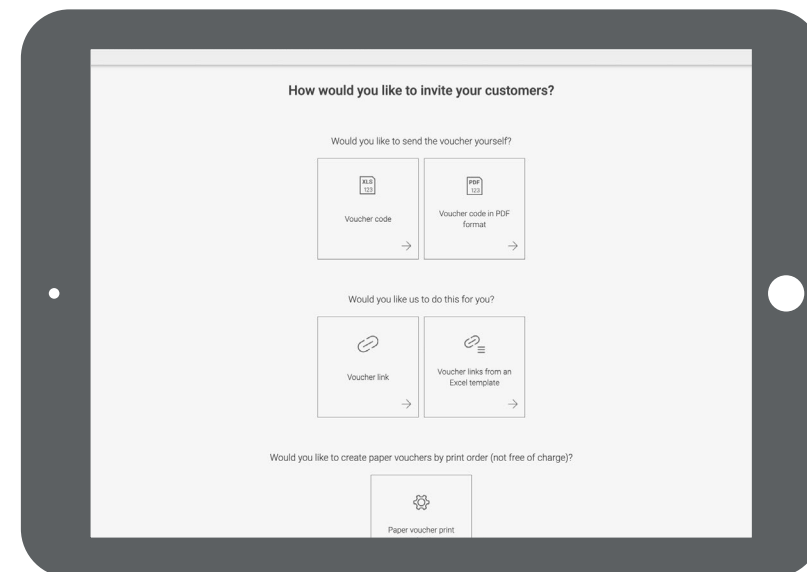 How would you like to invite your customers?
Would you like to send the voucher yourself?
XLS
123
Voucher code
PDF
123
Voucher code in PDF
format
Would you like us to do this for you?
Voucher link
Voucher links from an
Excel template
Would you like to create paper vouchers by print order (not free of charge)?
Paper voucher print